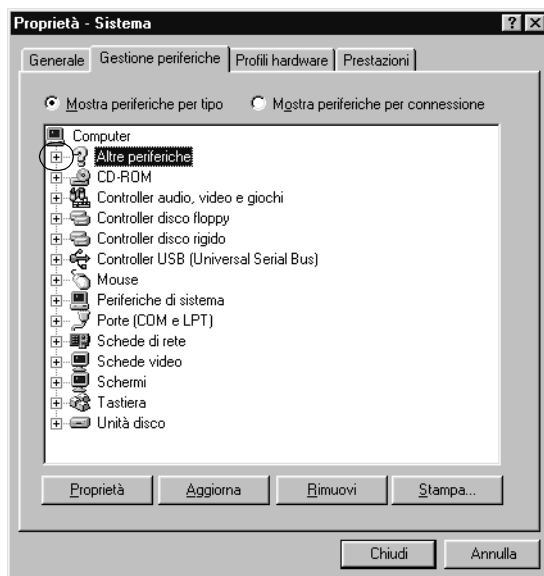 Proprietà - Sistema
Generale Gestione periferiche Profili hardware Prestazioni
Mostra periferiche per tipo Mostra periferiche per connessione
Computer
Altre periferiche
CD-ROM
Controller audio, video e giochi
Controller disco floppy
Controller disco rigido
Controller USB (Universal Serial Bus)
Mouse
Periferiche di sistema
Porte (COM e LPT)
Schede di rete
Schede video
Schermi
Tastiera
Unità disco
Proprietà Aggiorna Rimuovi Stampa...
Chiudi Annulla